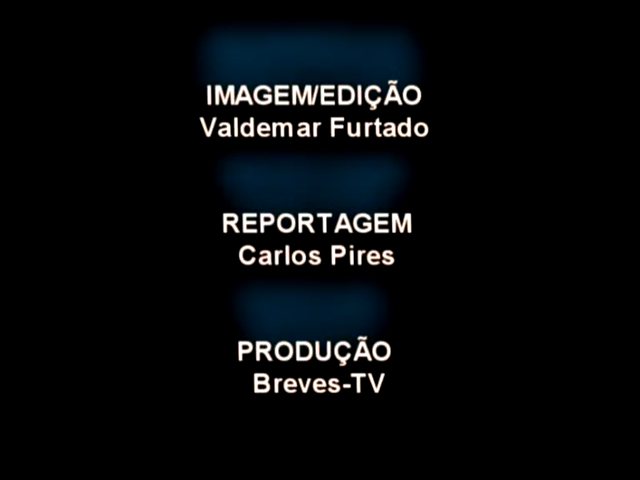 IMAGEM/EDIÇÃO
Valdemar Furtado
REPORTAGEM
Carlos Pires
PRODUÇÃO
Breves-TV